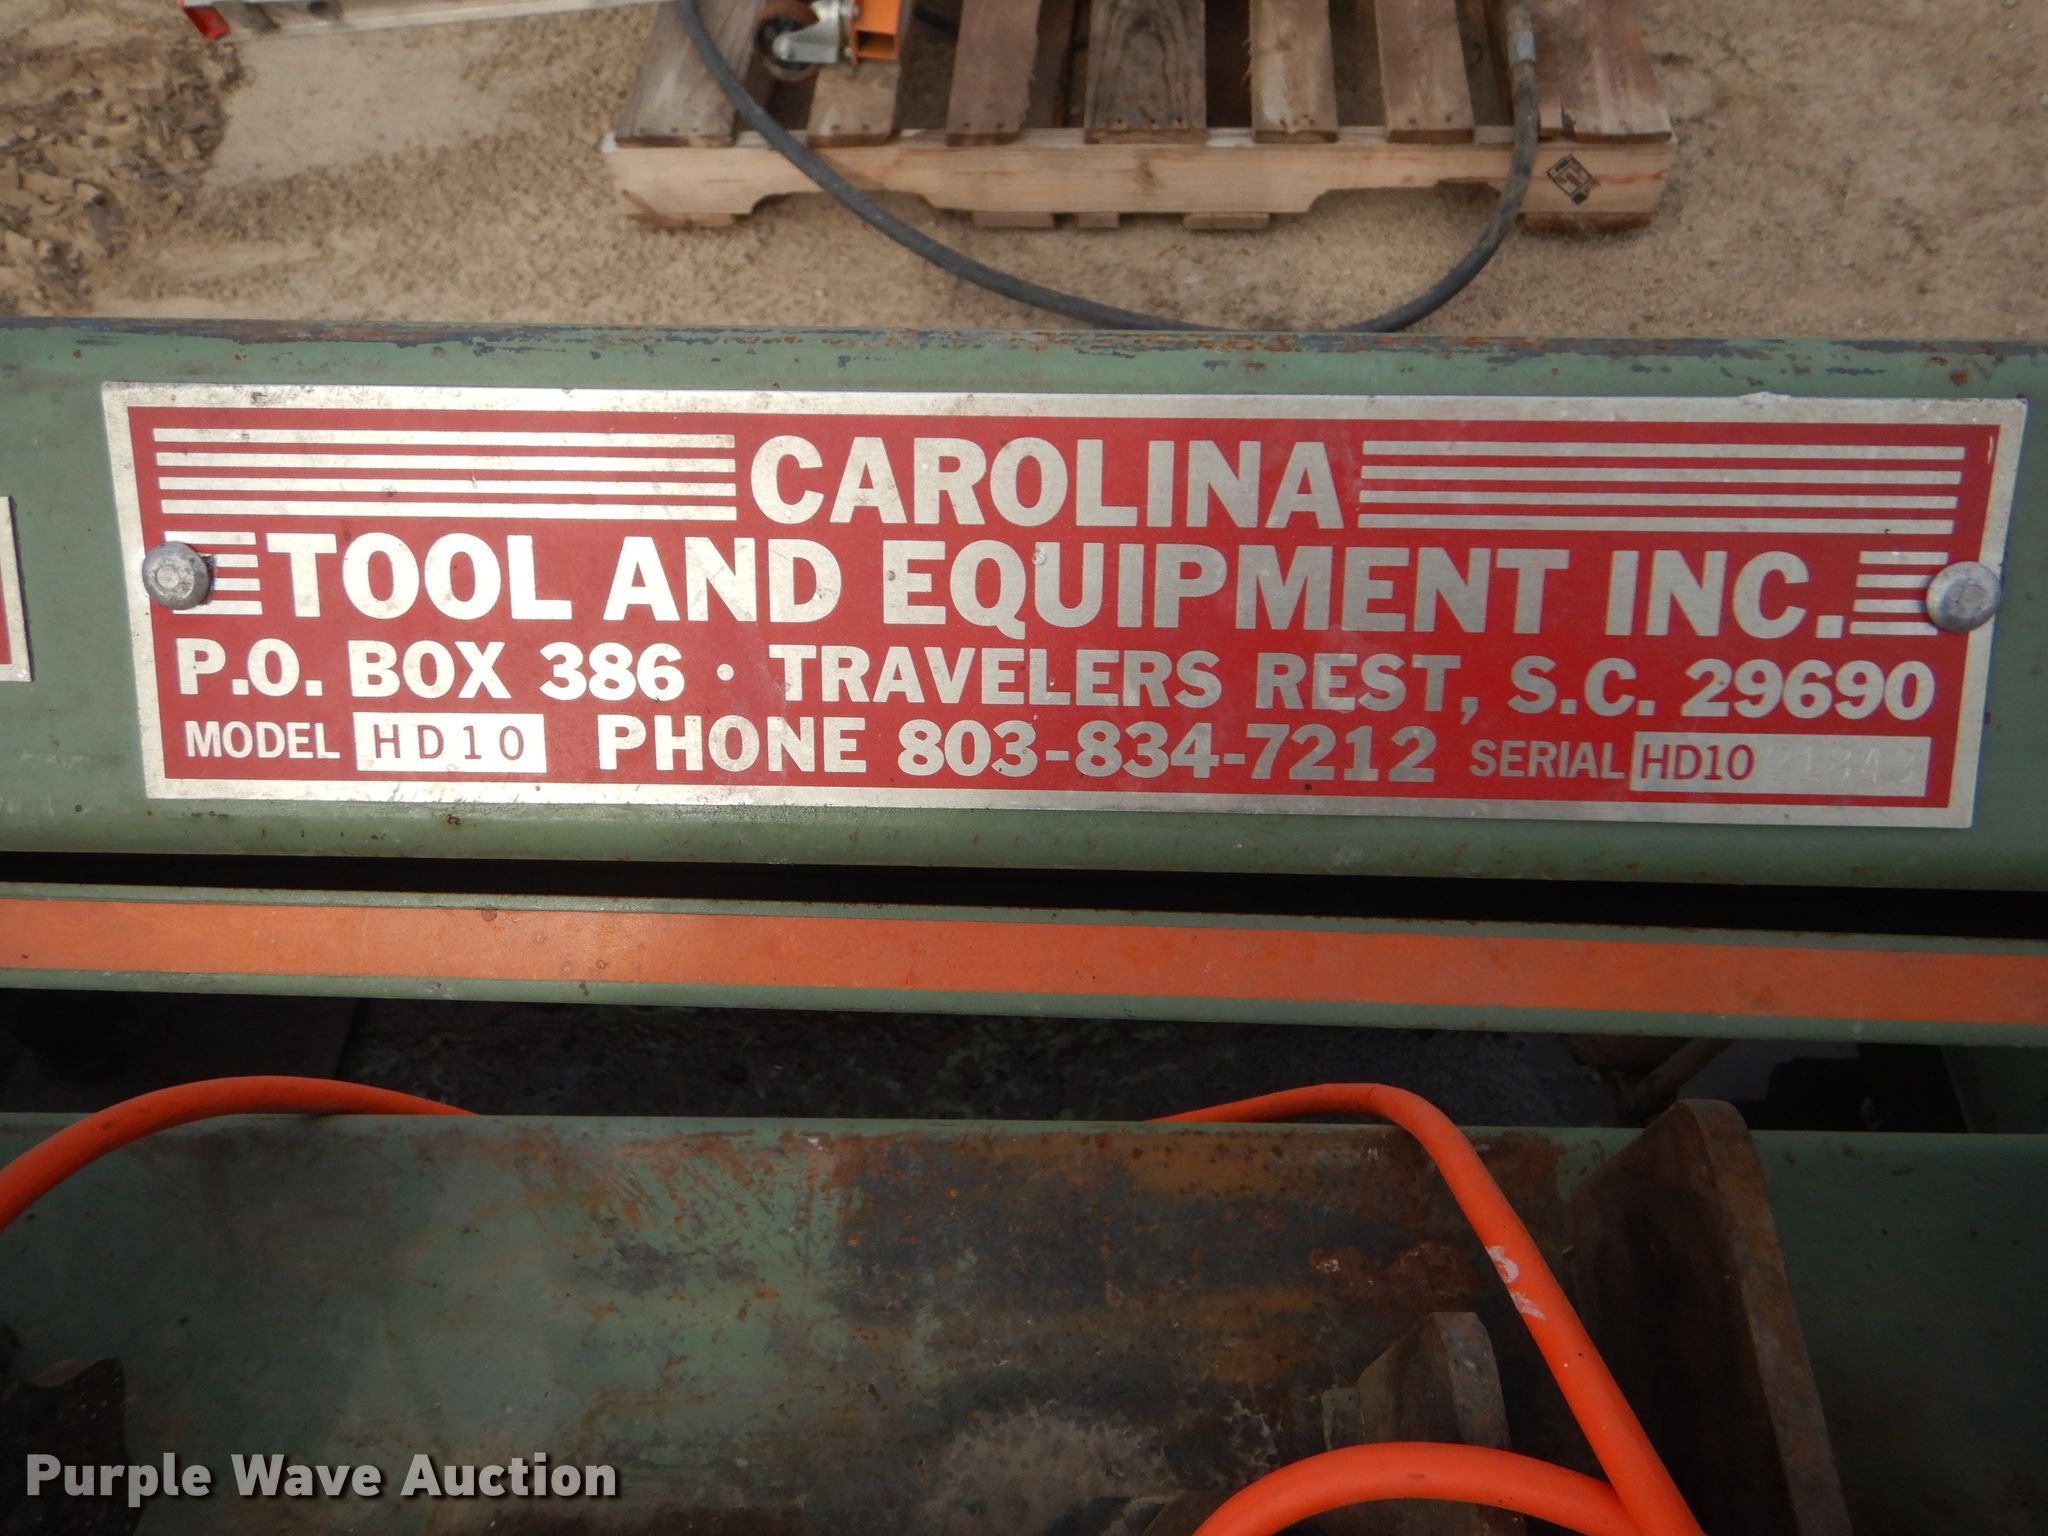 CAROLINA
TOOL AND EQUIPMENT INC.
P.O. BOX 386 · TRAVELERS REST, S.C. 29690
MODEL HD10 PHONE 803-834-7212 SERIAL HD10
Purple Wave Auction